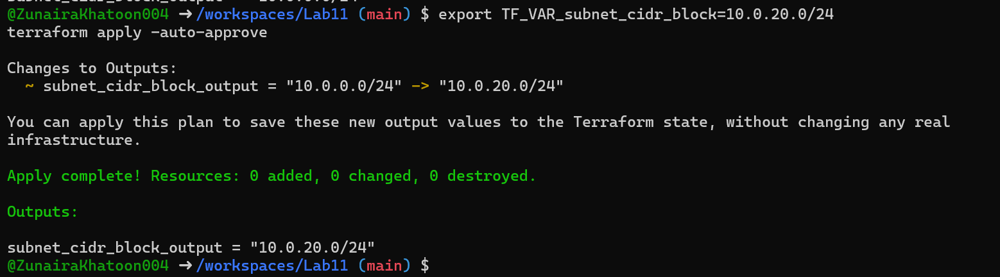 @ZunairaKhatoon004 ➜ /workspaces/Lab11 (main) $ export TF_VAR_subnet_cidr_block=10.0.20.0/24
terraform apply -auto-approve
Changes to Outputs:
~ subnet_cidr_block_output = "10.0.0.0/24" -> "10.0.20.0/24"
You can apply this plan to save these new output values to the Terraform state, without changing any real
infrastructure.
Apply complete! Resources: 0 added, 0 changed, 0 destroyed.
Outputs:
subnet_cidr_block_output = "10.0.20.0/24"
@ZunairaKhatoon004 ➜ /workspaces/Lab11 (main) $